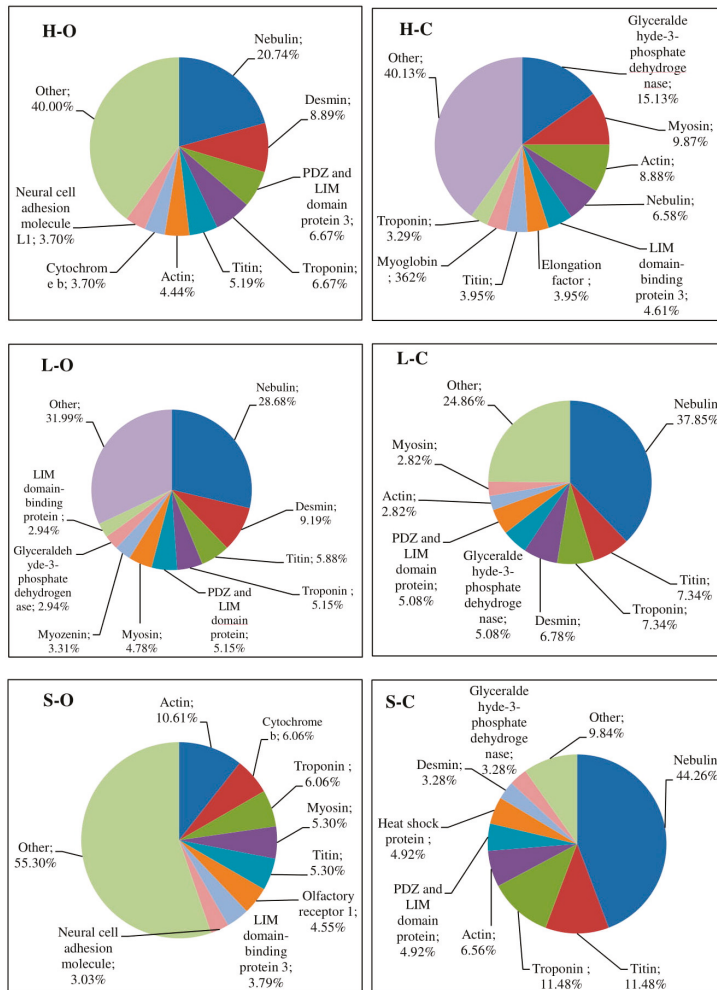 H-O
Nebulin;
20.74%
Desmin;
8.89%
PDZ and
LIM
domain
protein 3;
6.67%
Troponin;
6.67%
Titin;
5.19%
Actin;
4.44%
Cytochrom
e b; 3.70%
Neural cell
adhesion
molecule
L1; 3.70%
Other;
40.00%
H-C
Glyceralde
hyde-3-
phosphate
dehydroge
nase;
15.13%
Myosin;
9.87%
Actin;
8.88%
Nebulin;
6.58%
LIM
domain-
binding
protein 3;
4.61%
Elongation
factor ;
3.95%
Titin;
3.95%
Myoglobin
; 362%
Troponin;
3.29%
Other;
40.13%
L-O
Nebulin;
28.68%
Desmin;
9.19%
Titin; 5.88%
Troponin ;
5.15%
PDZ and
LIM
domain
protein;
5.15%
Myosin;
4.78%
Myozenin;
3.31%
Glyceraldeh
yde-3-
phosphate
dehydrogen
ase; 2.94%
LIM
domain-
binding
protein ;
2.94%
Other;
31.99%
L-C
Nebulin;
37.85%
Titin;
7.34%
Troponin;
7.34%
Desmin;
6.78%
Glyceralde
hyde-3-
phosphate
dehydroge
nase;
5.08%
PDZ and
LIM
domain
protein;
5.08%
Actin;
2.82%
Myosin;
2.82%
Other;
24.86%
S-O
Actin;
10.61%
Cytochrome
b; 6.06%
Troponin ;
6.06%
Myosin;
5.30%
Titin;
5.30%
Olfactory
receptor 1;
4.55%
LIM
domain-
binding
protein 3;
3.79%
Neural cell
adhesion
molecule;
3.03%
Other;
55.30%
S-C
Nebulin;
44.26%
Titin;
11.48%
Troponin ;
11.48%
Actin;
6.56%
PDZ and
LIM
domain
protein;
4.92%
Heat shock
protein ;
4.92%
Desmin;
3.28%
Glyceralde
hyde-3-
phosphate
dehydroge
nase;
3.28%
Other;
9.84%